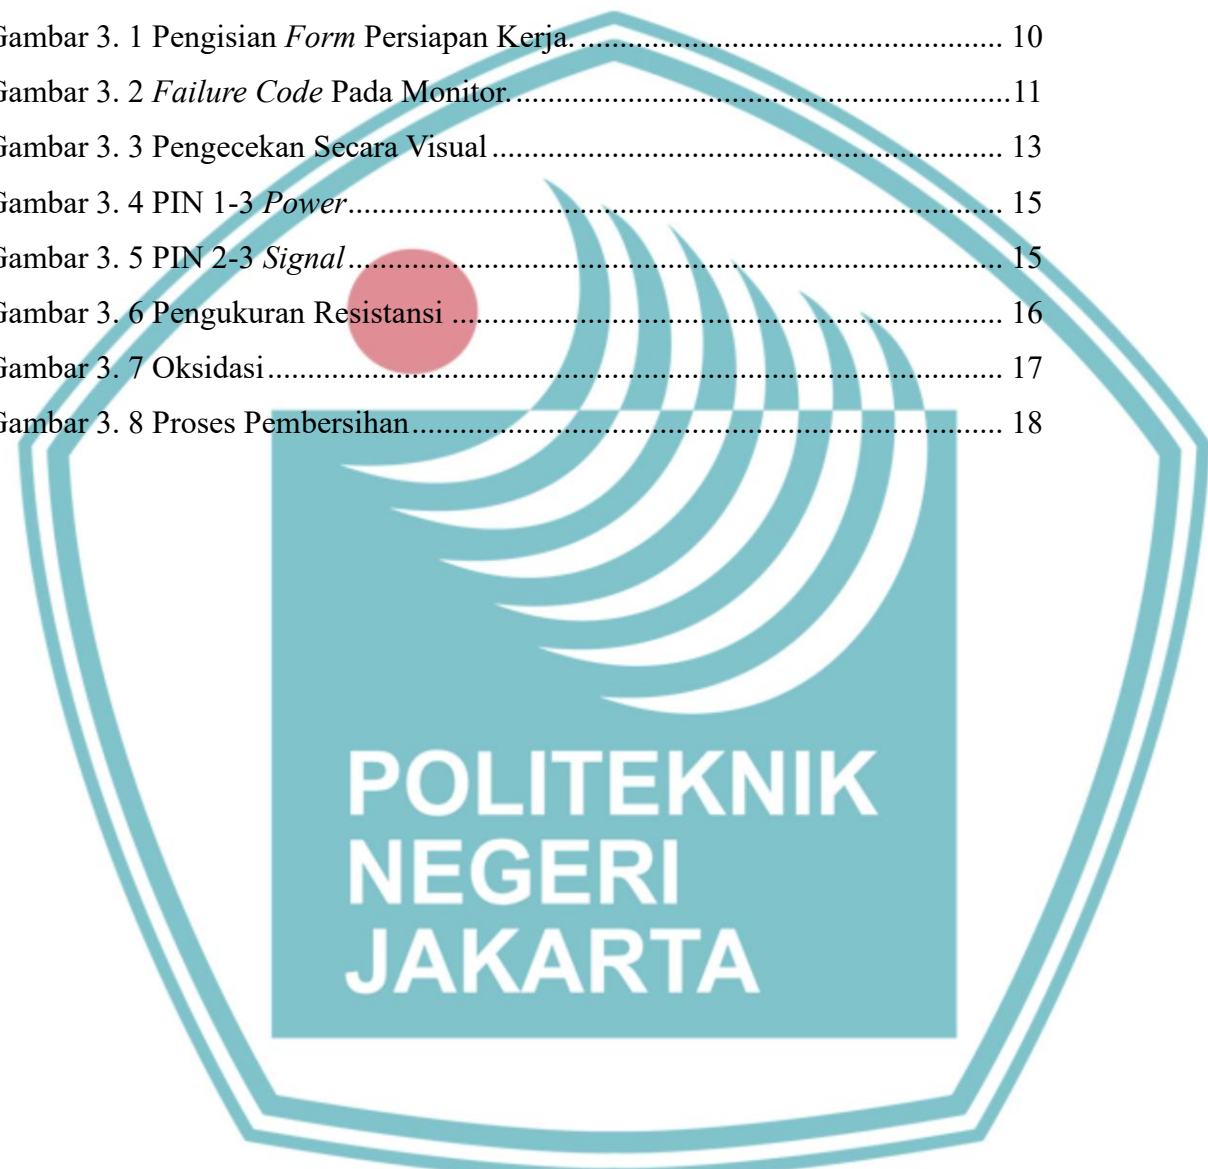 Gambar 3. 1 Pengisian Form Persiapan Kerja. .................................................... 10
Gambar 3. 2 Failure Code Pada Monitor. ............................................................11
Gambar 3. 3 Pengecekan Secara Visual ............................................................... 13
Gambar 3. 4 PIN 1-3 Power ................................................................................. 15
Gambar 3. 5 PIN 2-3 Signal ................................................................................. 15
Gambar 3. 6 Pengukuran Resistansi .................................................................... 16
Gambar 3. 7 Oksidasi ........................................................................................... 17
Gambar 3. 8 Proses Pembersihan ......................................................................... 18
POLITEKNIK
NEGERI
JAKARTA